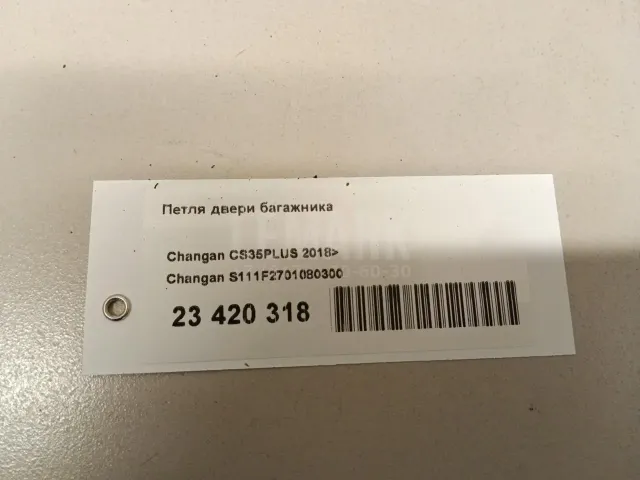 Петля двери багажника
Changan CS35PLUS 2018>
Changan S111F2701080300
23 420 318